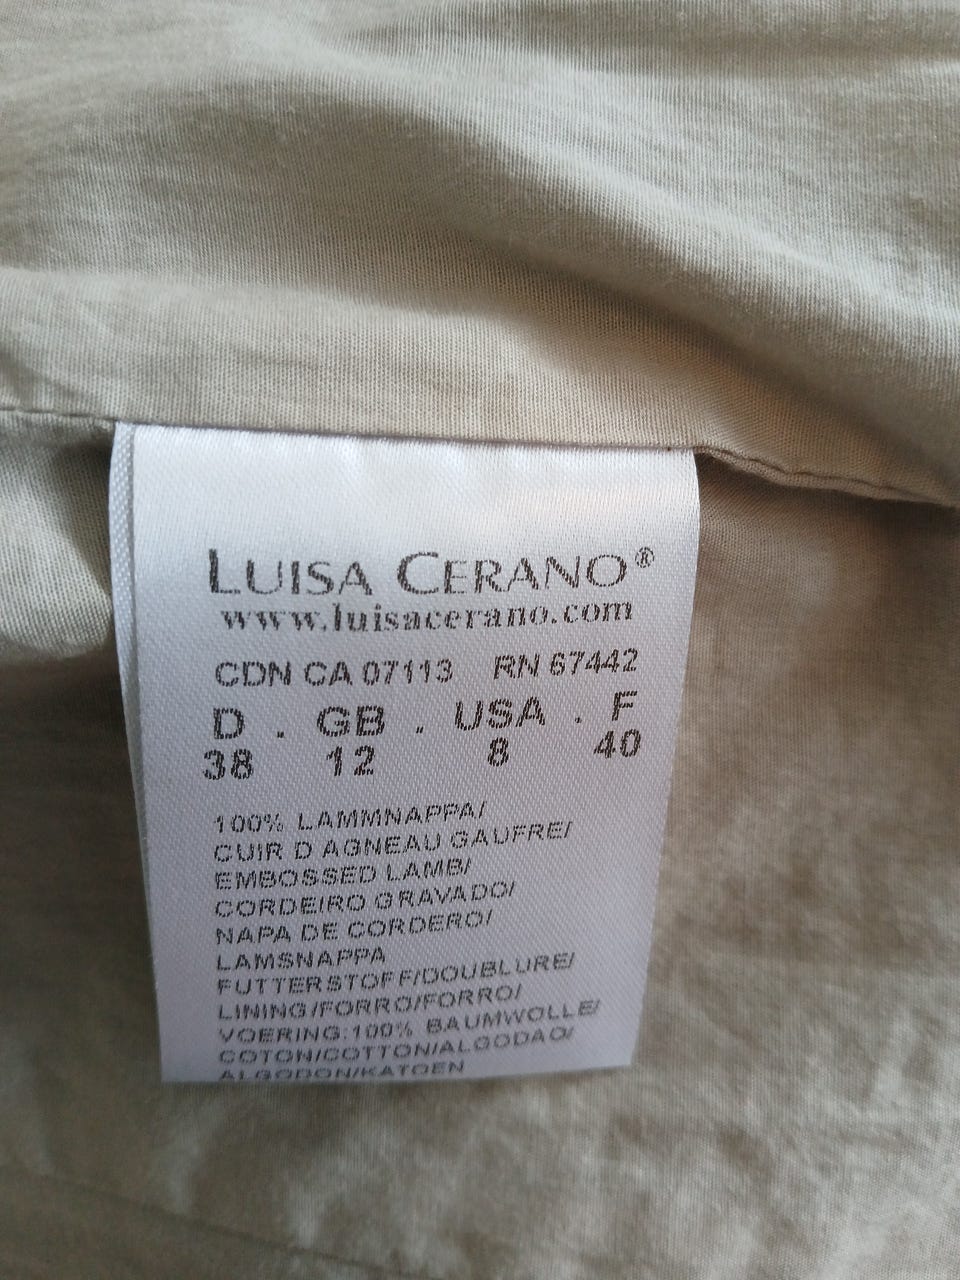 LUISA CERANO®
www.luisacerano.com
CDN CA 07113 RN 67442
D . GB . USA . F
38 12 8 40
100% LAMMNAPPA/
CUIR D AGNEAU GAUFRE/
EMBOSSED LAMB/
CORDEIRO GRAVADO/
NAPA DE CORDERO/
LAMSNAPPA
FUTTERSTOFF/DOUBLURE/
LINING/FORRO/FORRO/
VOERING:100% BAUMWOLLE/
COTON/COTTON/ALGODAO/
ALGODON/KATOEN